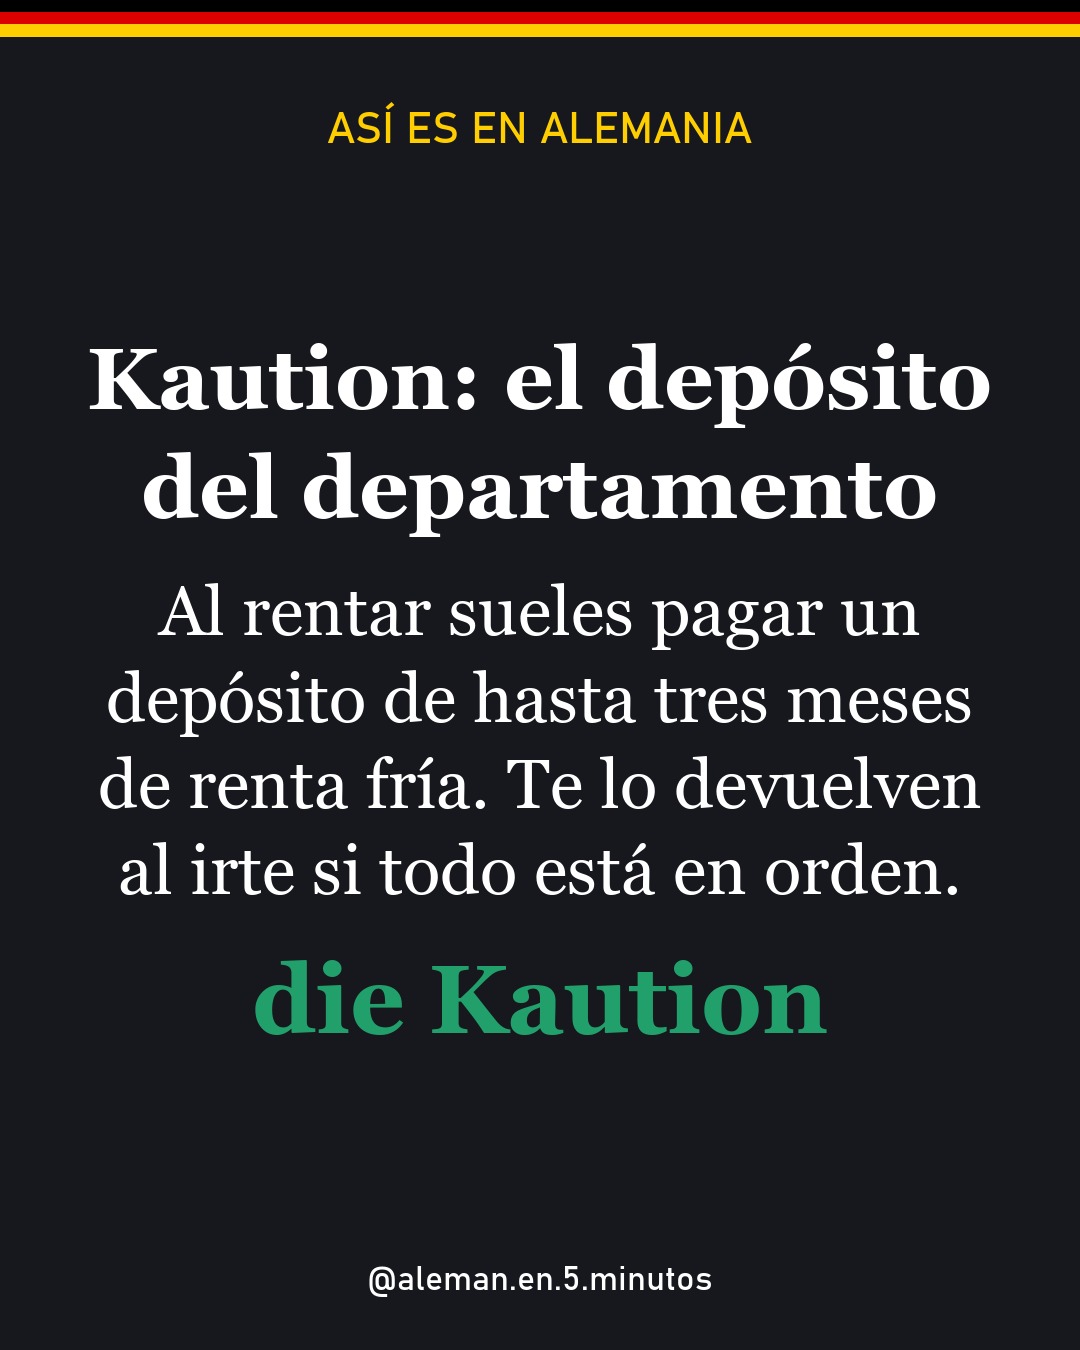 ASÍ ES EN ALEMANIA
Kaution: el depósito
del departamento
Al rentar sueles pagar un
depósito de hasta tres meses
de renta fría. Te lo devuelven
al irte si todo está en orden.
die Kaution
@aleman.en.5.minutos